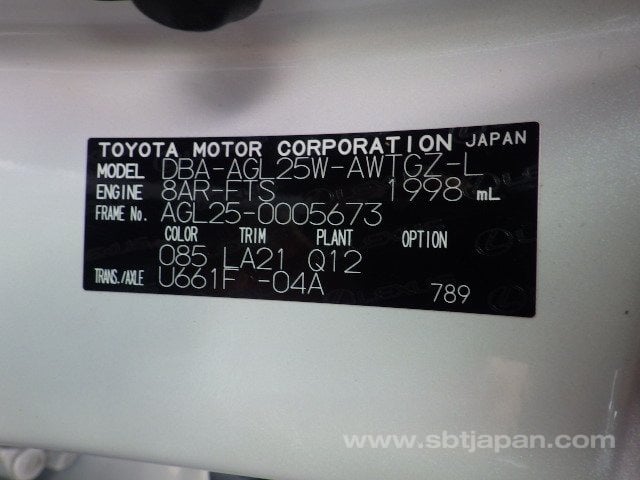 TOYOTA MOTOR CORPORATION JAPAN
MODEL DBA-AGL25W-AWTGZ-L
ENGINE 8AR-FTS 1998 mL
FRAME No. AGL25-0005673
COLOR TRIM PLANT OPTION
085 LA21 Q12
TRANS./AXLE U661F -04A
789
www.sbtjapan.com